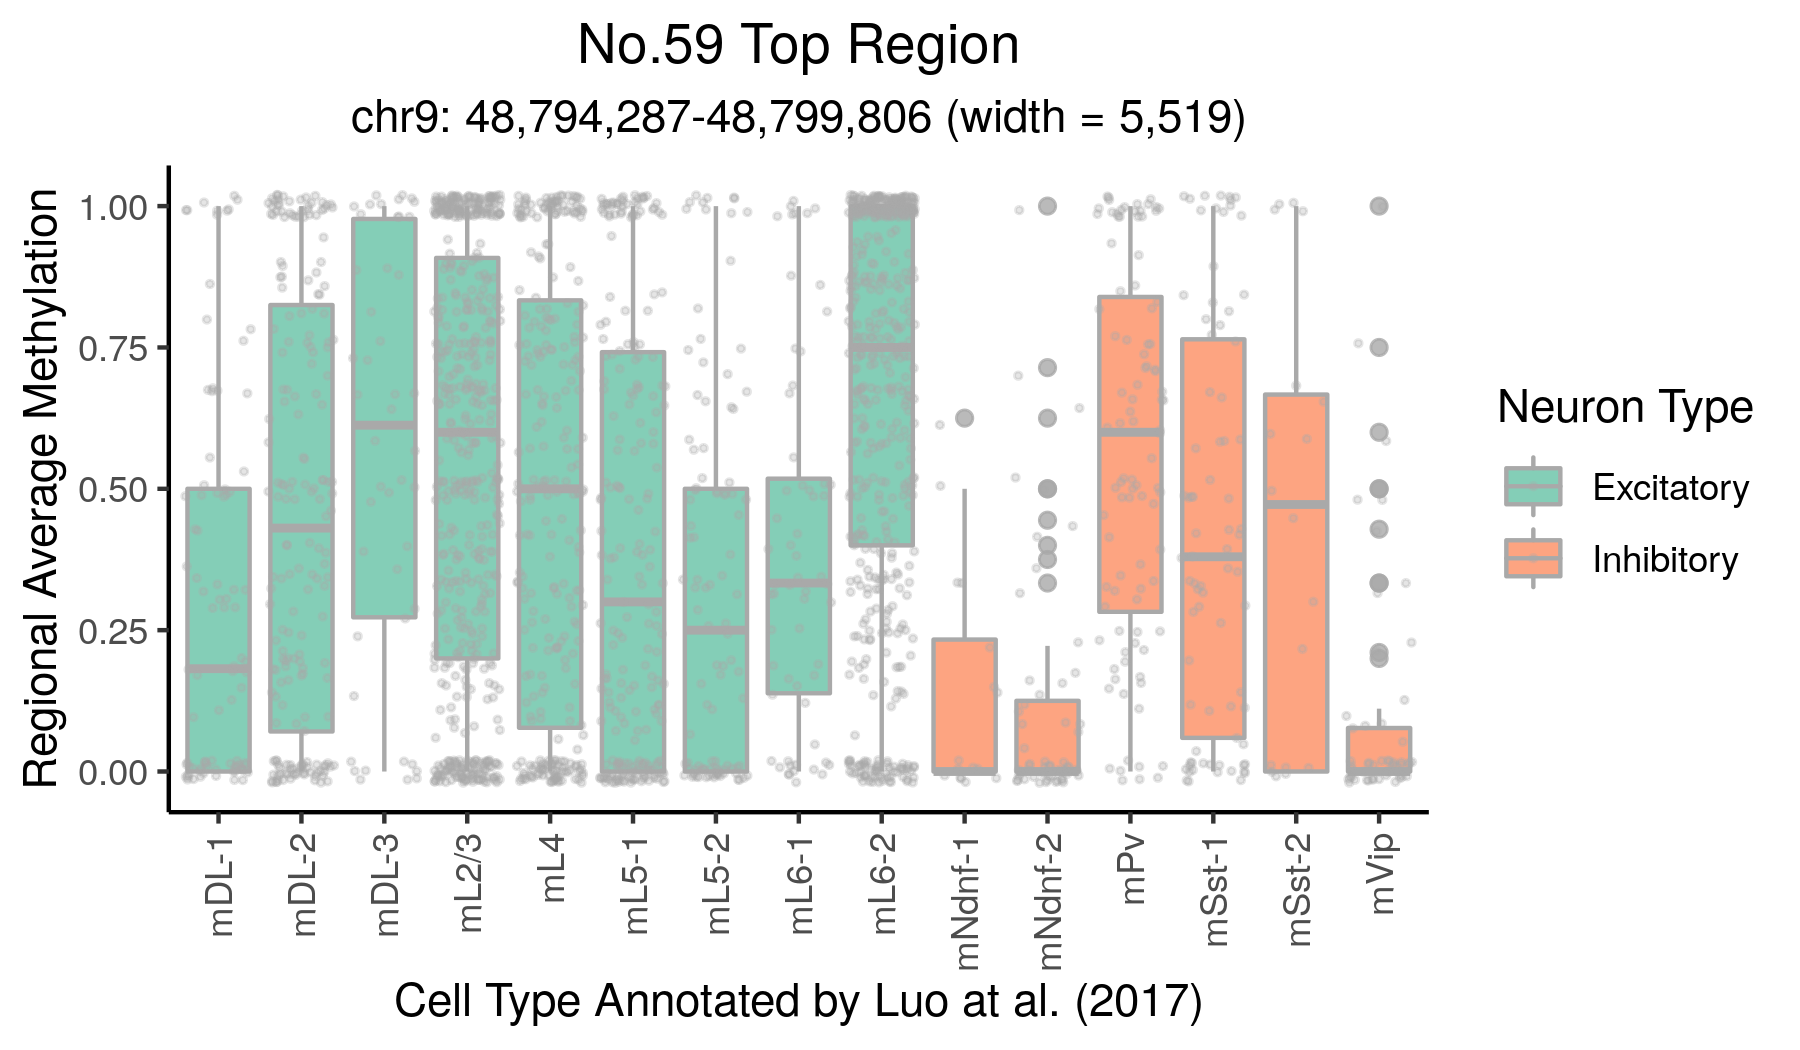 No.59 Top Region
chr9: 48,794,287-48,799,806 (width = 5,519)
Regional Average Methylation
1.00
0.75
0.50
0.25
0.00
mDL-1
mDL-2
mDL-3
mL2/3
mL4
mL5-1
mL5-2
mL6-1
mL6-2
mNdnf-1
mNdnf-2
mPv
mSst-1
mSst-2
mVip
Cell Type Annotated by Luo at al. (2017)
Neuron Type
Excitatory
Inhibitory